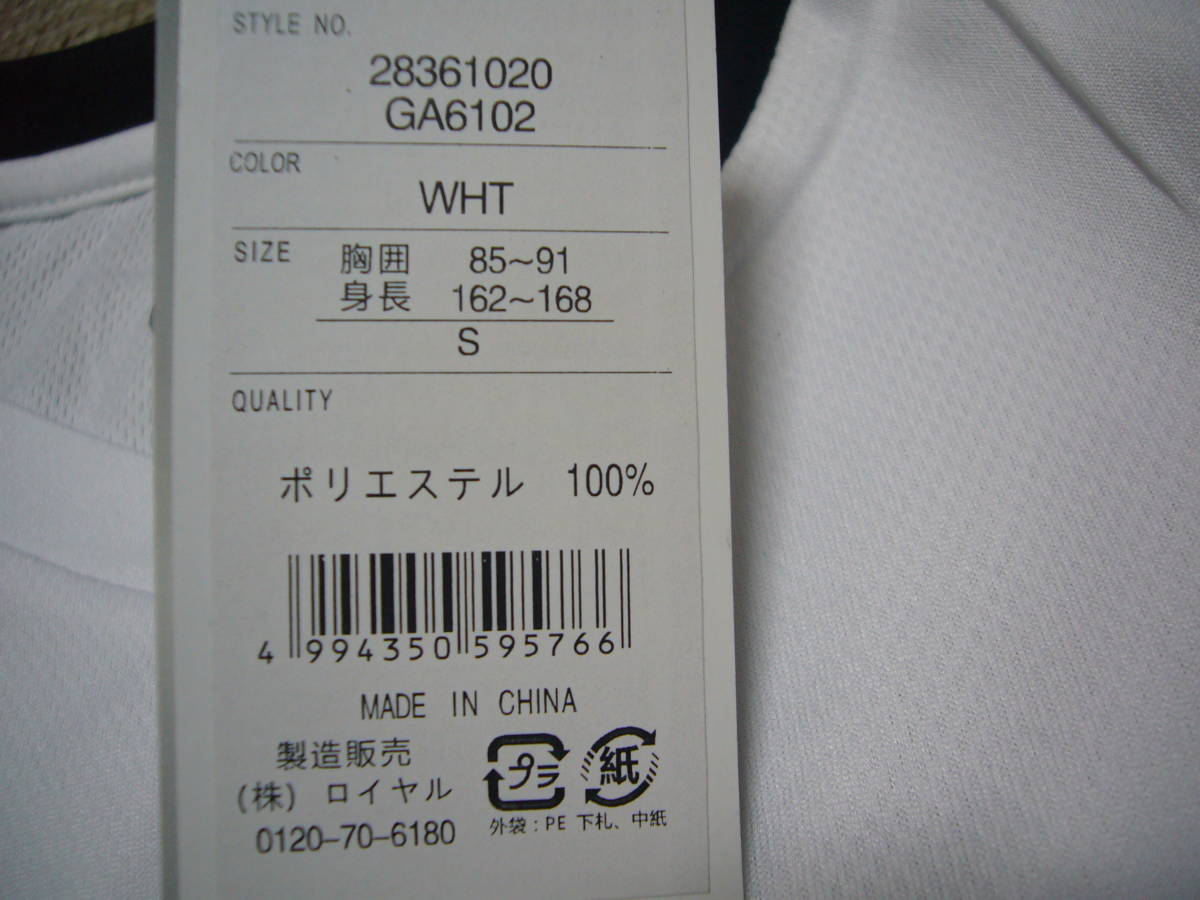 STYLE NO.
28361020
GA6102
COLOR
WHT
SIZE 胸囲 85~91
身長 162~168
S
QUALITY
ポリエステル 100%
4 994350 595766
MADE IN CHINA
製造販売
(株) ロイヤル
0120-70-6180
プラ 紙
外袋:PE 下札、中紙